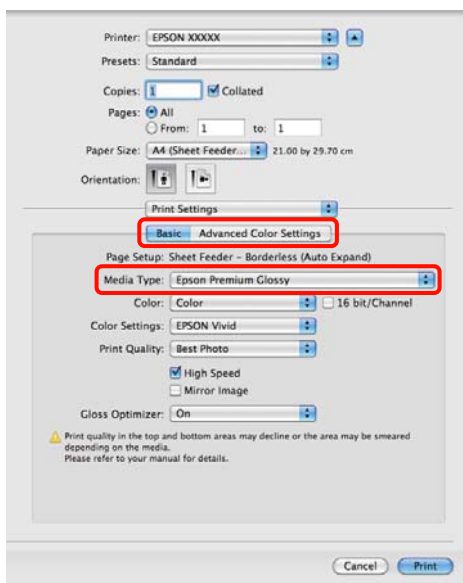 Printer: EPSON XXXXX
Presets: Standard
Copies: 1 Collated
Pages: All
From: 1 to: 1
Paper Size: A4 (Sheet Feeder... 21.00 by 29.70 cm
Orientation:
Print Settings
Basic Advanced Color Settings
Page Setup: Sheet Feeder - Borderless (Auto Expand)
Media Type: Epson Premium Glossy
Color: Color 16 bit/Channel
Color Settings: EPSON Vivid
Print Quality: Best Photo
High Speed
Mirror Image
Gloss Optimizer: On
Print quality in the top and bottom areas may decline or the area may be smeared
depending on the media.
Please refer to your manual for details.
Cancel Print